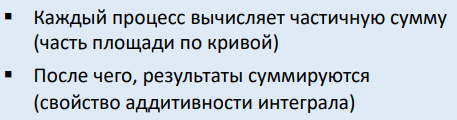 ▪ Каждый процесс вычисляет частичную сумму
(часть площади по кривой)
▪ После чего, результаты суммируются
(свойство аддитивности интеграла)